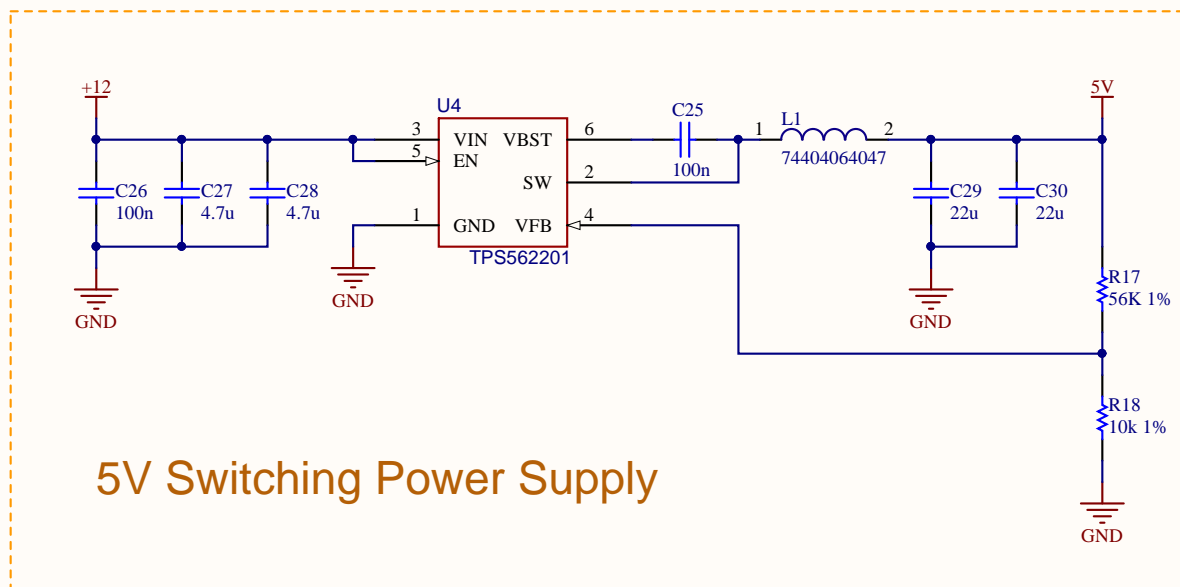 +12
5V
U4
C25
L1
3
VIN
VBST
6
1
2
5
EN
100n
74404064047
SW
2
C26
100n
C27
4.7u
C28
4.7u
C29
22u
C30
22u
1
GND
VFB
4
TPS562201
R17
56K 1%
GND
GND
GND
R18
10k 1%
5V Switching Power Supply
GND